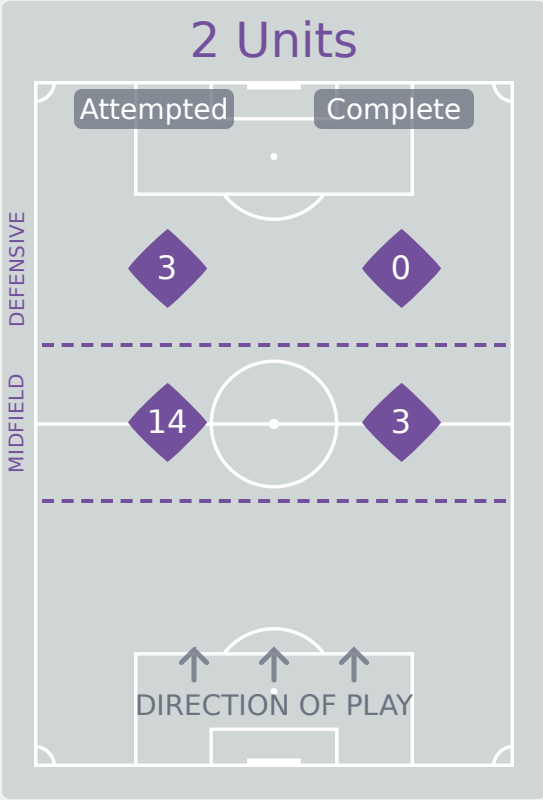 2 Units
Attempted
Complete
DEFENSIVE
3
0
MIDFIELD
14
3
DIRECTION OF PLAY